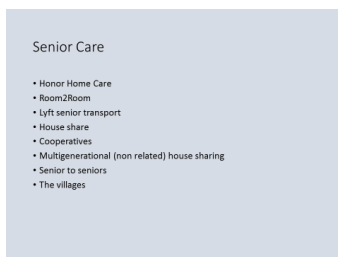 Senior Care
• Honor Home Care
• Room2Room
• Lyft senior transport
• House share
• Cooperatives
• Multigenerational (non related) house sharing
• Senior to seniors
• The villages